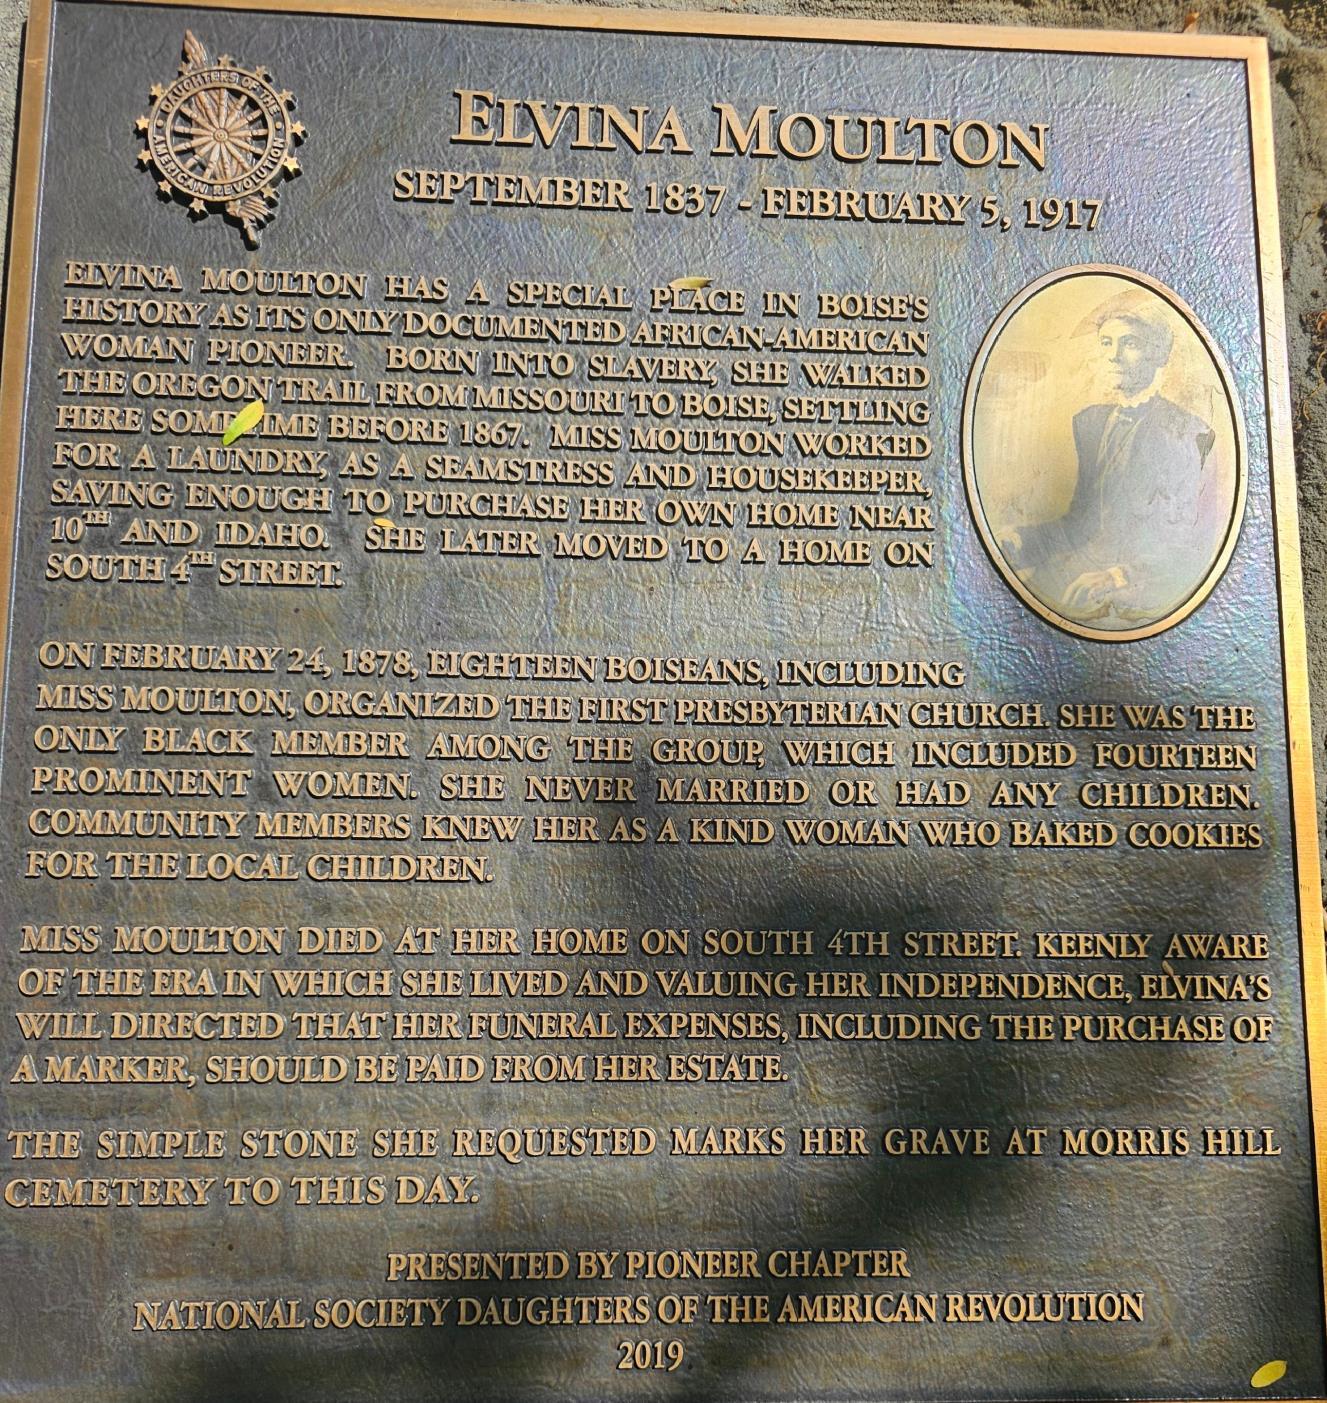 DAUGHTERS OF THE
AMERICAN REVOLUTION
ELVINA MOULTON
SEPTEMBER 1837 - FEBRUARY 5, 1917
ELVINA MOULTON HAS A SPECIAL PLACE IN BOISE'S
HISTORY AS ITS ONLY DOCUMENTED AFRICAN-AMERICAN
WOMAN PIONEER. BORN INTO SLAVERY, SHE WALKED
THE OREGON TRAIL FROM MISSOURI TO BOISE, SETTLING
HERE SOMETIME BEFORE 1867. MISS MOULTON WORKED
FOR A LAUNDRY, AS A SEAMSTRESS AND HOUSEKEEPER,
SAVING ENOUGH TO PURCHASE HER OWN HOME NEAR
10TH AND IDAHO. SHE LATER MOVED TO A HOME ON
SOUTH 4TH STREET.
ON FEBRUARY 24, 1878, EIGHTEEN BOISEANS, INCLUDING
MISS MOULTON, ORGANIZED THE FIRST PRESBYTERIAN CHURCH. SHE WAS THE
ONLY BLACK MEMBER AMONG THE GROUP, WHICH INCLUDED FOURTEEN
PROMINENT WOMEN. SHE NEVER MARRIED OR HAD ANY CHILDREN.
COMMUNITY MEMBERS KNEW HER AS A KIND WOMAN WHO BAKED COOKIES
FOR THE LOCAL CHILDREN.
MISS MOULTON DIED AT HER HOME ON SOUTH 4TH STREET. KEENLY AWARE
OF THE ERA IN WHICH SHE LIVED AND VALUING HER INDEPENDENCE, ELVINA'S
WILL DIRECTED THAT HER FUNERAL EXPENSES, INCLUDING THE PURCHASE OF
A MARKER, SHOULD BE PAID FROM HER ESTATE.
THE SIMPLE STONE SHE REQUESTED MARKS HER GRAVE AT MORRIS HILL
CEMETERY TO THIS DAY.
PRESENTED BY PIONEER CHAPTER
NATIONAL SOCIETY DAUGHTERS OF THE AMERICAN REVOLUTION
2019